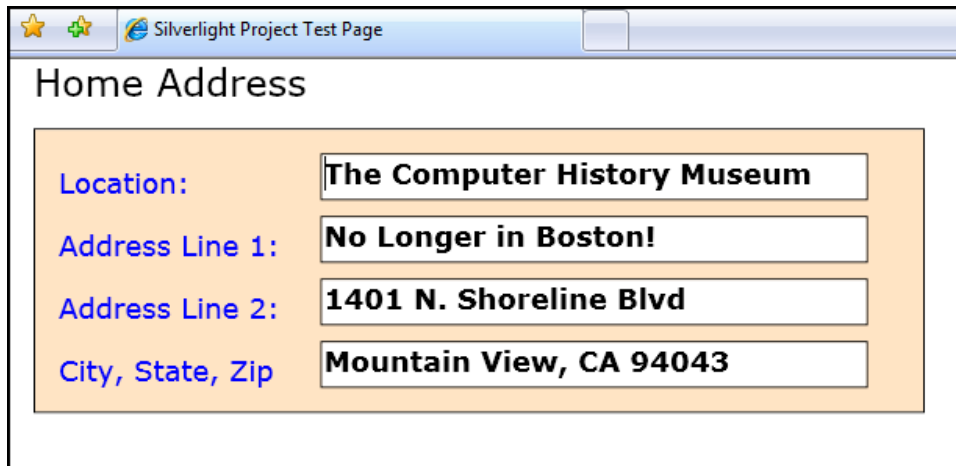 Silverlight Project Test Page
Home Address
Location: The Computer History Museum
Address Line 1: No Longer in Boston!
Address Line 2: 1401 N. Shoreline Blvd
City, State, Zip Mountain View, CA 94043